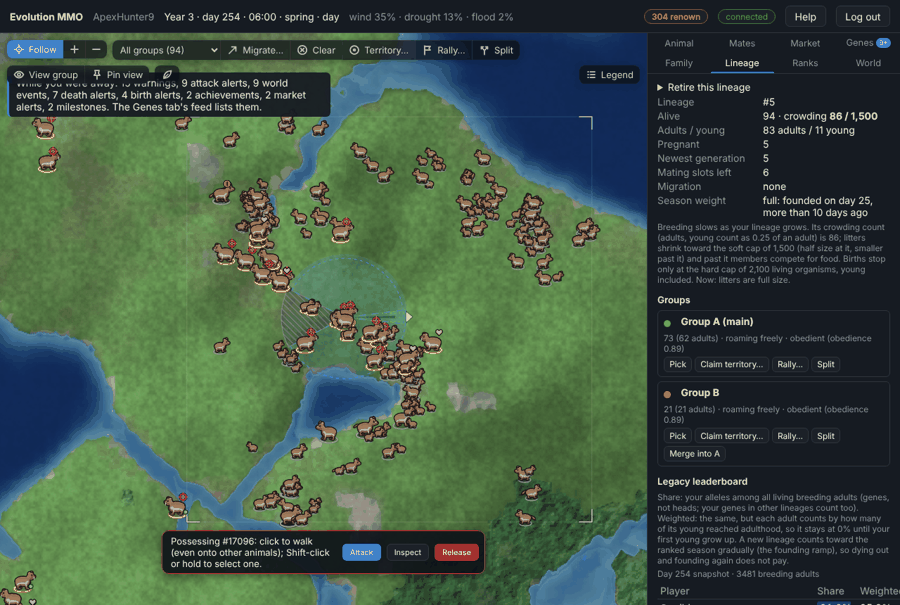 Evolution MMO ApexHunter9 Year 3 · day 254 · 06:00 · spring · day wind 35% · drought 13% · flood 2% 304 renown connected Help Log out
Follow + − All groups (94) Migrate... Clear Territory... Rally... Split
View group Pin view Legend
While you were away: 15 warnings, 9 attack alerts, 9 world
events, 7 death alerts, 4 birth alerts, 2 achievements, 2 market
alerts, 2 milestones. The Genes tab's feed lists them.
Possessing #17096: click to walk
(even onto other animals); Shift-click
or hold to select one.
Attack Inspect Release
Animal Mates Market Genes 9+
Family Lineage Ranks World
Retire this lineage
Lineage #5
Alive 94 · crowding 86 / 1,500
Adults / young 83 adults / 11 young
Pregnant 5
Newest generation 5
Mating slots left 6
Migration none
Season weight full: founded on day 25,
more than 10 days ago
Breeding slows as your lineage grows. Its crowding count
(adults, young count as 0.25 of an adult) is 86; litters
shrink toward the soft cap of 1,500 (half size at it, smaller
past it) and past it members compete for food. Births stop
only at the hard cap of 2,100 living organisms, young
included. Now: litters are full size.
Groups
Group A (main)
73 (62 adults) · roaming freely · obedient (obedience
0.89)
Pick Claim territory... Rally... Split
Group B
21 (21 adults) · roaming freely · obedient (obedience
0.89)
Pick Claim territory... Rally... Split
Merge into A
Legacy leaderboard
Share: your alleles among all living breeding adults (genes,
not heads; your genes in other lineages count too).
Weighted: the same, but each adult counts by how many
of its young reached adulthood, so it stays at 0% until your
first young grow up. A new lineage counts toward the
ranked season gradually (the founding ramp), so dying out
and founding again does not pay.
Day 254 snapshot · 3481 breeding adults
Player Share Weighte